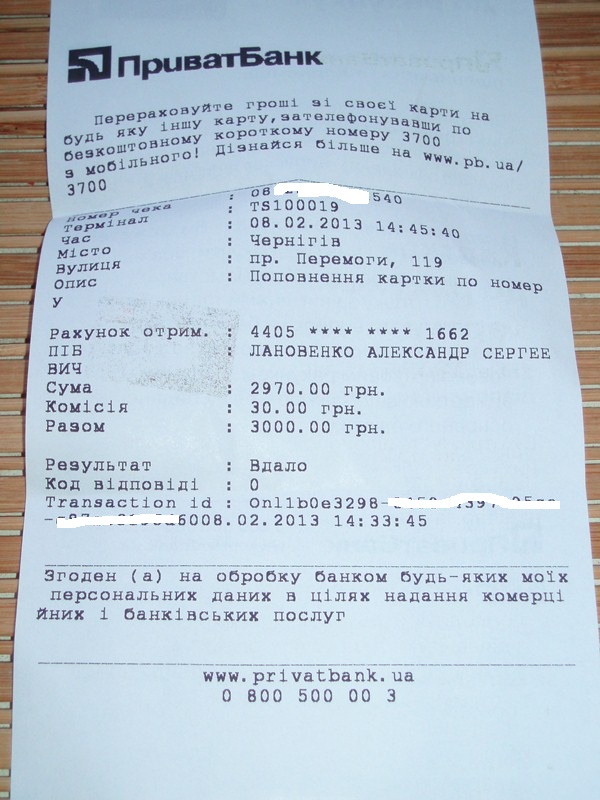 ПриватБанк
Перераховуйте гроші зі своєї карти на
будь яку іншу карту,зателефонувавши по
безкоштовному короткому номеру 3700
з мобільного! Дізнайся більше на www.pb.ua/
3700
номер чека : 08 540
Термінал : TS100019
Час : 08.02.2013 14:45:40
Місто : Чернігів
Вулиця : пр. Перемоги, 119
Опис : Поповнення картки по номер
у
Рахунок отрим. : 4405 **** **** 1662
ПІБ : ЛАНОВЕНКО АЛЕКСАНДР СЕРГЕЕ
ВИЧ
Сума : 2970.00 грн.
Комісія : 30.00 грн.
Разом : 3000.00 грн.
Результат : Вдало
Код відповіді : 0
Transaction id : Onl1b0e3298-
6008.02.2013 14:33:45
Згоден (а) на обробку банком будь-яких моїх
персональних даних в цілях надання комерці
йних і банківських послуг
www.privatbank.ua
0 800 500 00 3